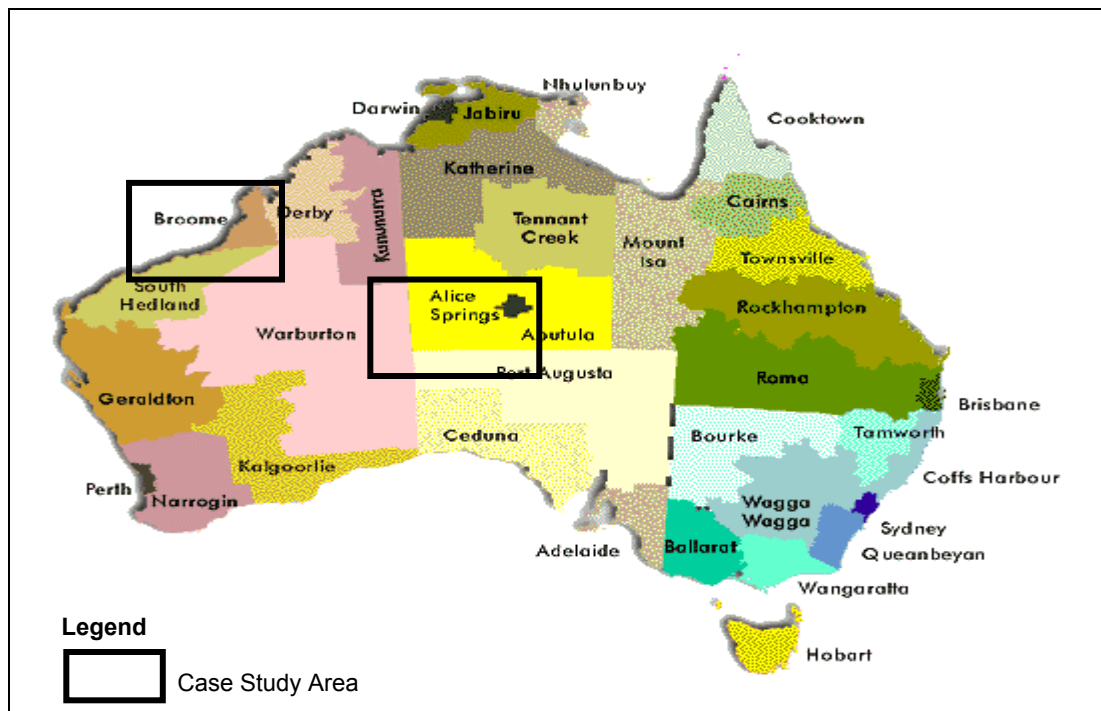 Nhulunbuy
Darwin
Jabiru
Cooktown
Katherine
Cairns
Broome
Derby
Kununurra
Tennant
Creek
Mount
Isa
Townsville
South
Hedland
Alice
Springs
Rockhampton
Warburton
Aputula
Port Augusta
Roma
Geraldton
Brisbane
Ceduna
Bourke
Tamworth
Kalgoorlie
Coffs Harbour
Perth
Narrogin
Wagga
Wagga
Sydney
Adelaide
Ballarat
Queanbeyan
Wangaratta
Legend
Hobart
Case Study Area